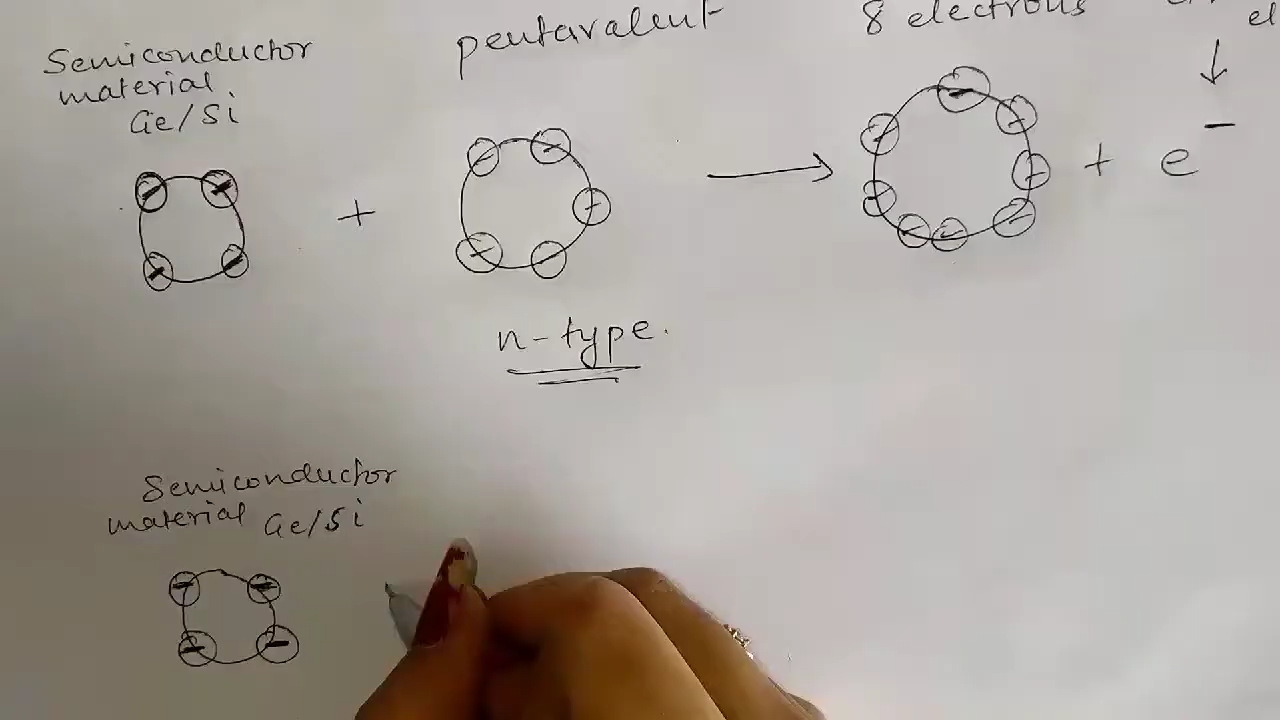 Semiconductor
material
Ge/Si
pentavalent
8 electrons
el
+
+ e⁻
n-type.
Semiconductor
material Ge/Si